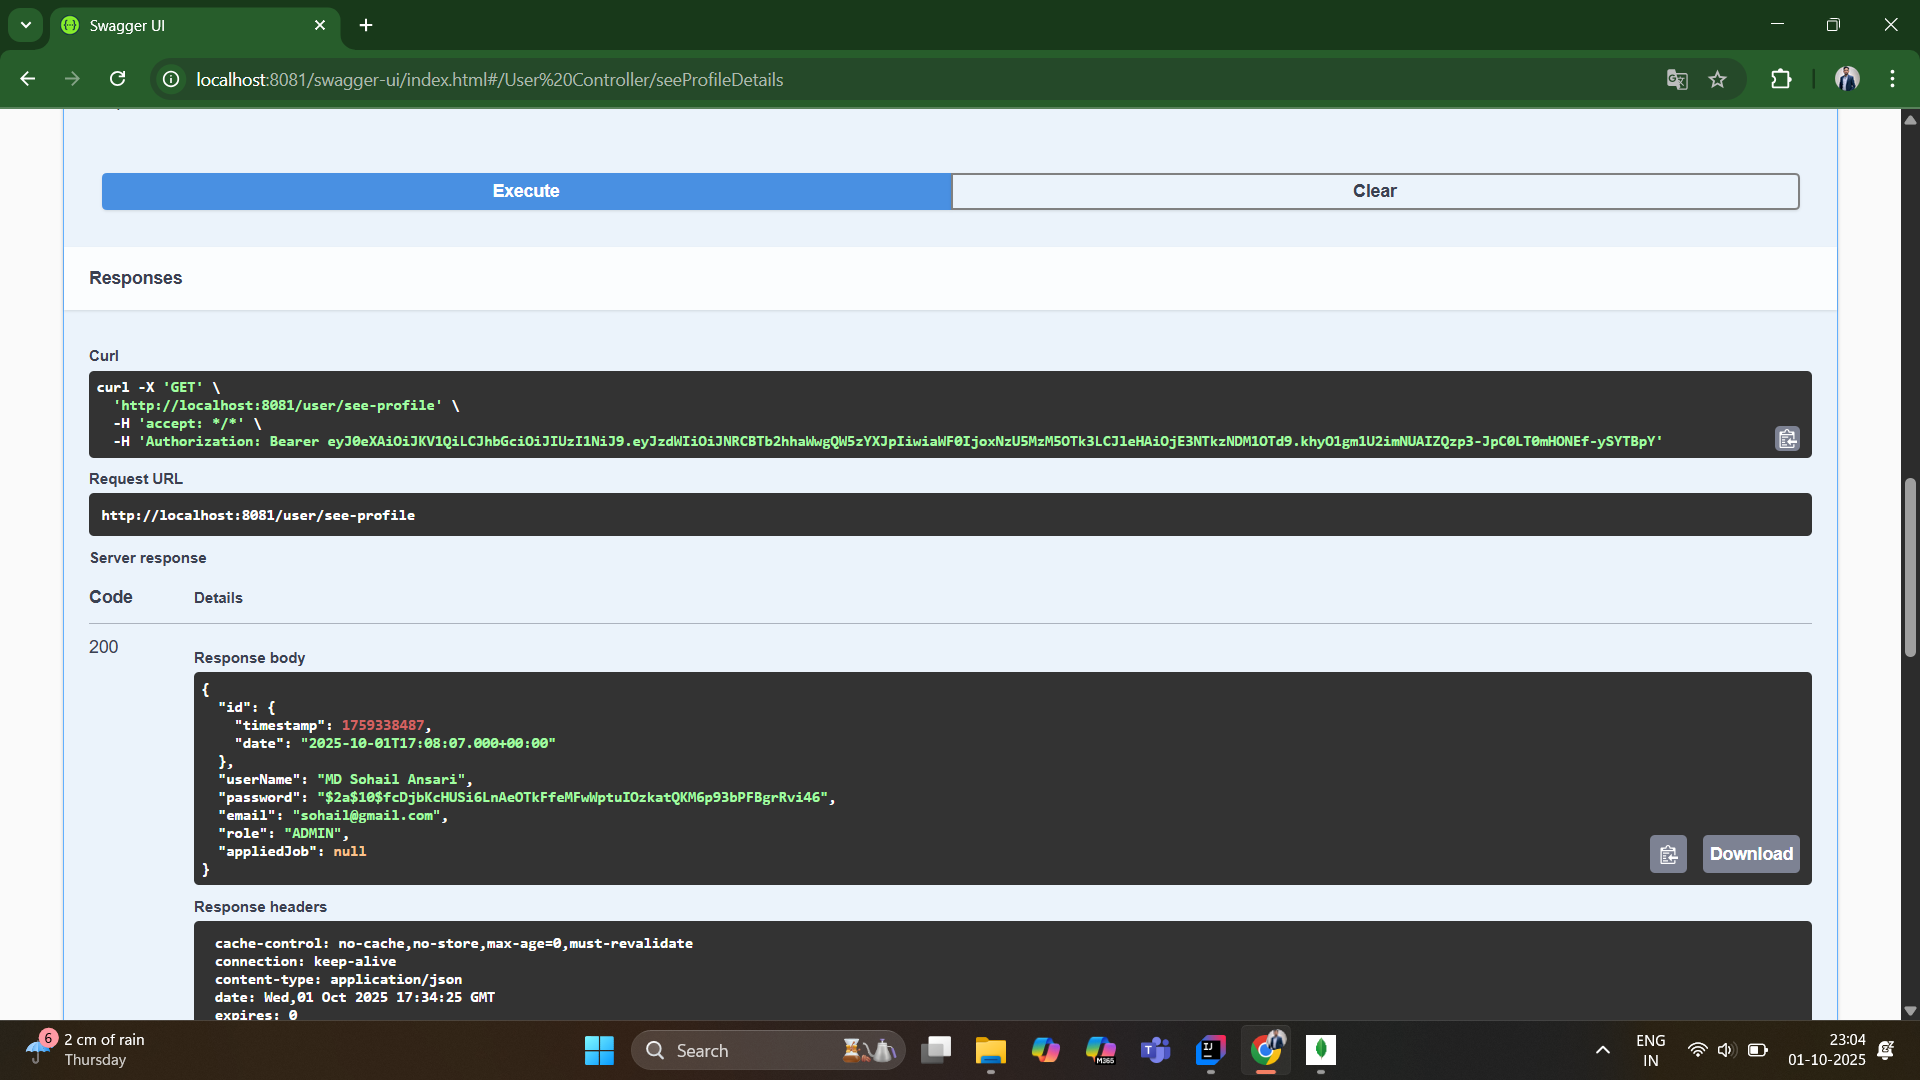 Swagger UI
localhost:8081/swagger-ui/index.html#/User%20Controller/seeProfileDetails
Execute
Clear
Responses
Curl
curl -X 'GET' \
'http://localhost:8081/user/see-profile' \
-H 'accept: */*' \
-H 'Authorization: Bearer eyJ0eXAiOiJKV1QiLCJhbGciOiJIUzI1NiJ9.eyJzdWIiOiJNRCBTb2hhaWwgQW5zYXJpIiwiaWF0IjoxNzU5MzM5OTk3LCJleHAiOjE3NTkzNDM1OTd9.khyO1gm1U2imNUAIZQzp3-JpC0LT0mHONEf-ySYTBpY'
Request URL
http://localhost:8081/user/see-profile
Server response
Code
Details
200
Response body
{
"id": {
"timestamp": 1759338487,
"date": "2025-10-01T17:08:07.000+00:00"
},
"userName": "MD Sohail Ansari",
"password": "$2a$10$fcDjbKcHUSi6LnAeOTkFfeMFwWptuIOzkatQKM6p93bPFBgrRvi46",
"email": "sohail@gmail.com",
"role": "ADMIN",
"appliedJob": null
}
Download
Response headers
cache-control: no-cache,no-store,max-age=0,must-revalidate
connection: keep-alive
content-type: application/json
date: Wed,01 Oct 2025 17:34:25 GMT
expires: 0
6
2 cm of rain
Thursday
Search
M365
ENG
IN
23:04
01-10-2025